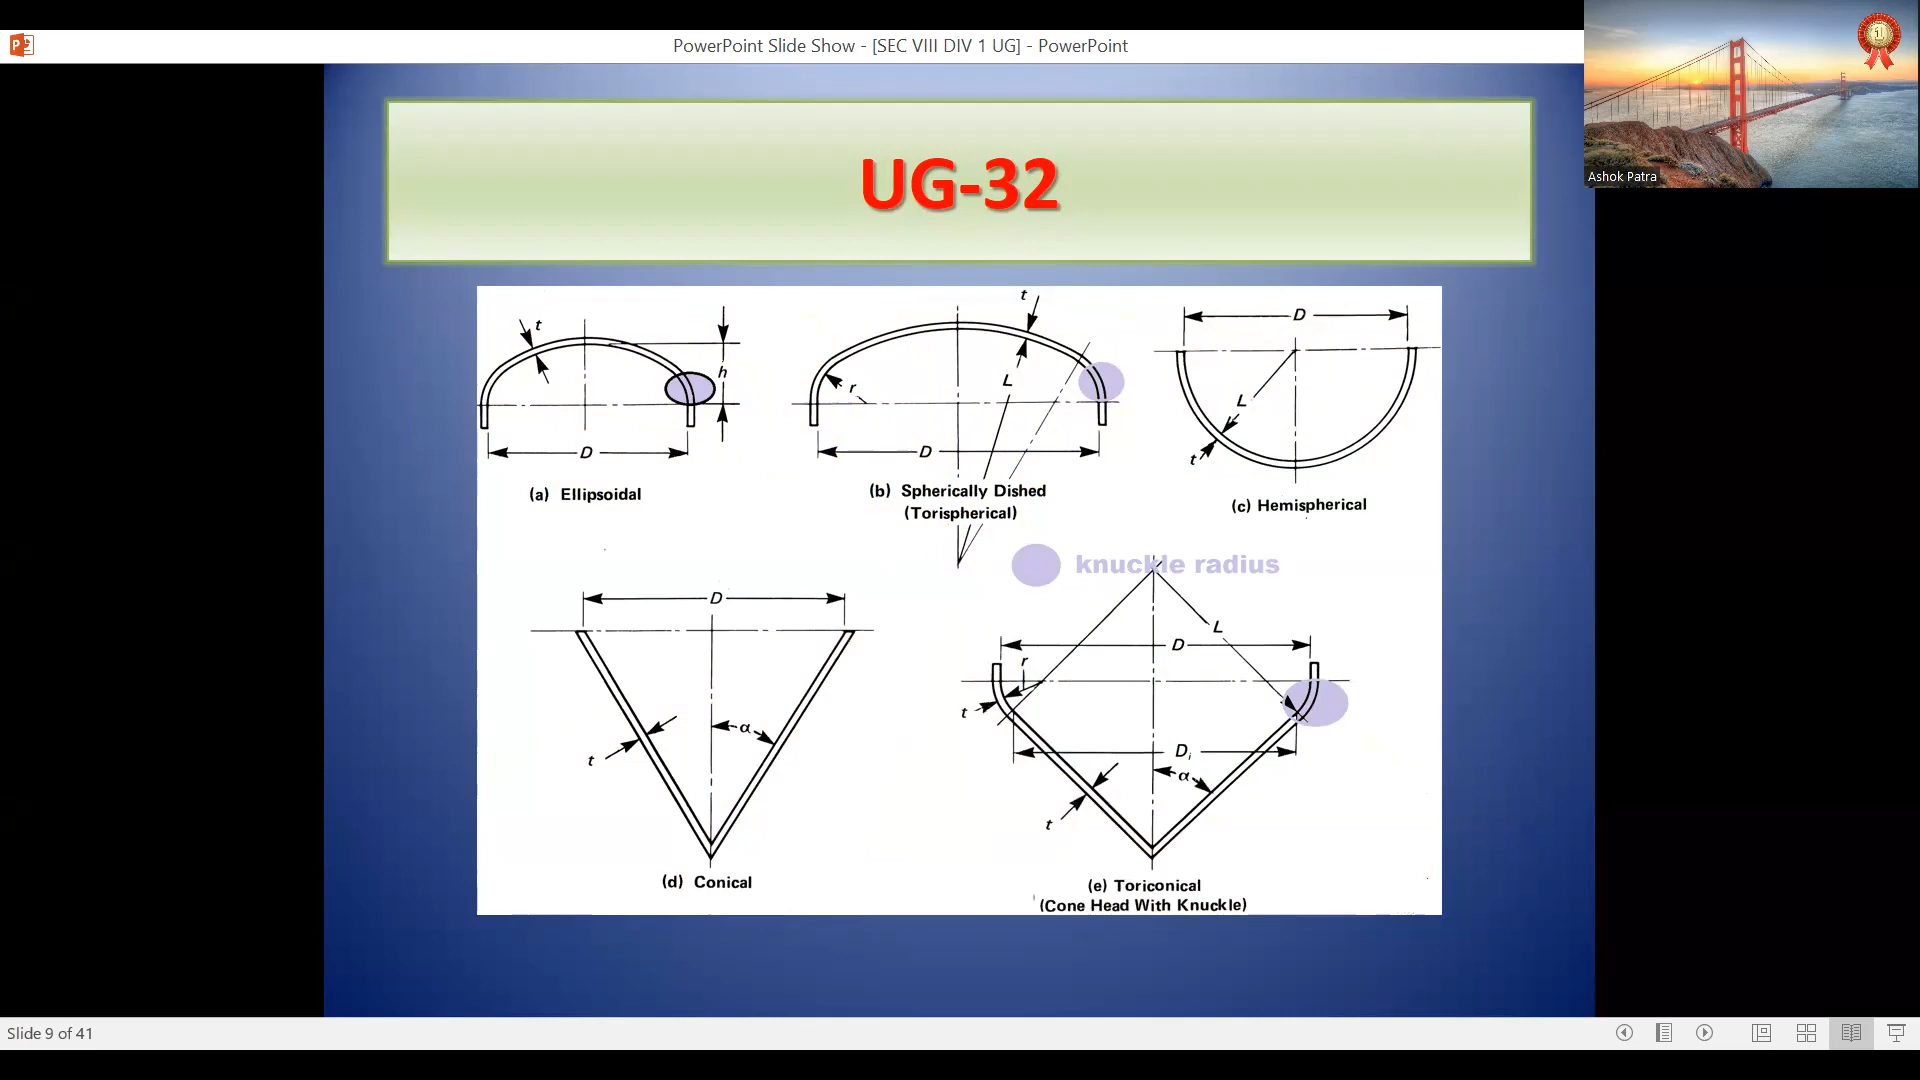 PowerPoint Slide Show - [SEC VIII DIV 1 UG] - PowerPoint
1
Ashok Patra
UG-32
t
h
D
(a) Ellipsoidal
t
L
r
D
(b) Spherically Dished
(Torispherical)
D
L
t
(c) Hemispherical
knuckle radius
D
α
t
(d) Conical
L
D
r
t
Di
α
t
(e) Toriconical
(Cone Head With Knuckle)
Slide 9 of 41